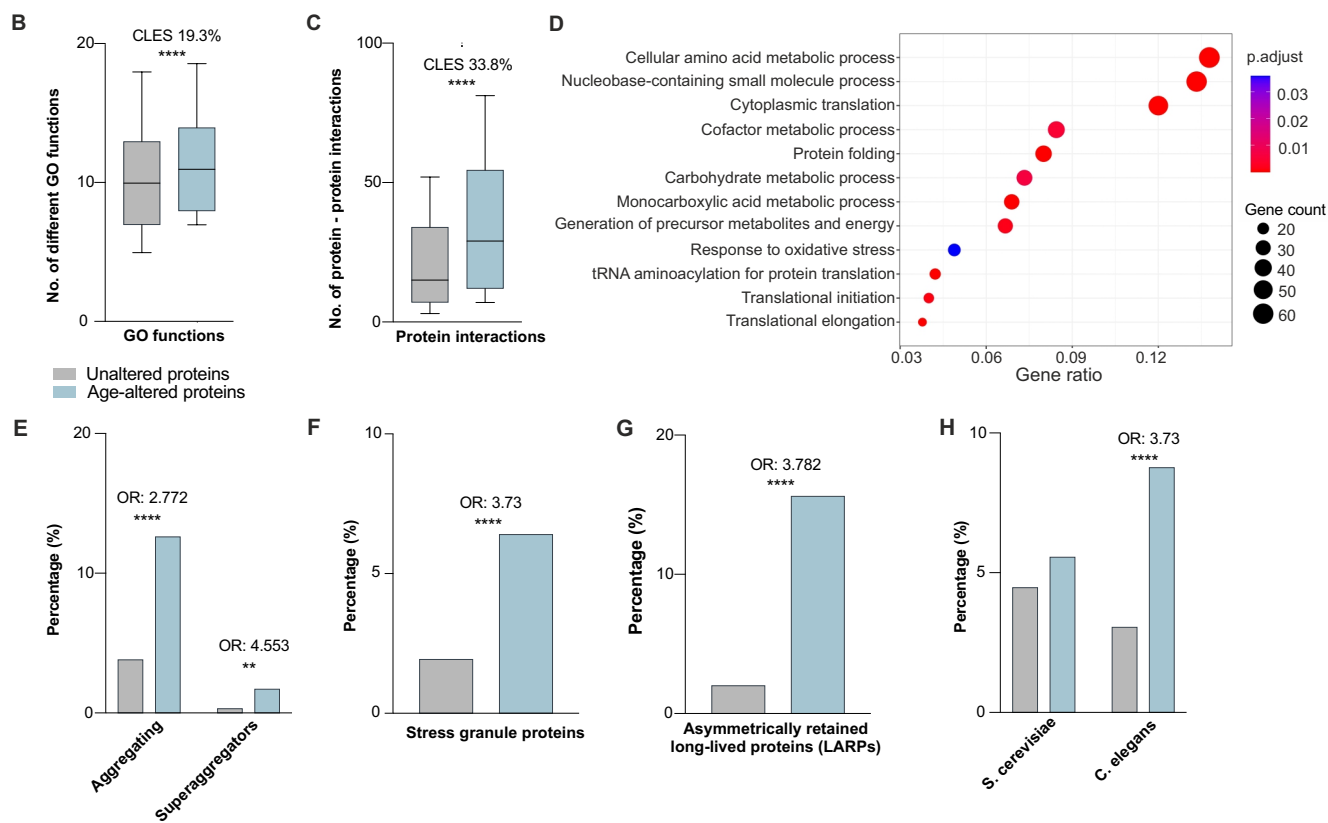 B
20
10
0
No. of different GO functions
CLES 19.3%
****
GO functions
C
100
50
0
No. of protein - protein interactions
CLES 33.8%
****
Protein interactions
Unaltered proteins
Age-altered proteins
D
Cellular amino acid metabolic process
Nucleobase-containing small molecule process
Cytoplasmic translation
Cofactor metabolic process
Protein folding
Carbohydrate metabolic process
Monocarboxylic acid metabolic process
Generation of precursor metabolites and energy
Response to oxidative stress
tRNA aminoacylation for protein translation
Translational initiation
Translational elongation
0.03 0.06 0.09 0.12
Gene ratio
p.adjust
0.03
0.02
0.01
Gene count
20
30
40
50
60
E
20
10
0
Percentage (%)
OR: 2.772
****
OR: 4.553
**
Aggregating
Superaggregators
F
10
5
0
Percentage (%)
OR: 3.73
****
Stress granule proteins
G
20
10
0
Percentage (%)
OR: 3.782
****
Asymmetrically retained
long-lived proteins (LARPs)
H
10
5
0
Percentage (%)
OR: 3.73
****
S. cerevisiae
C. elegans